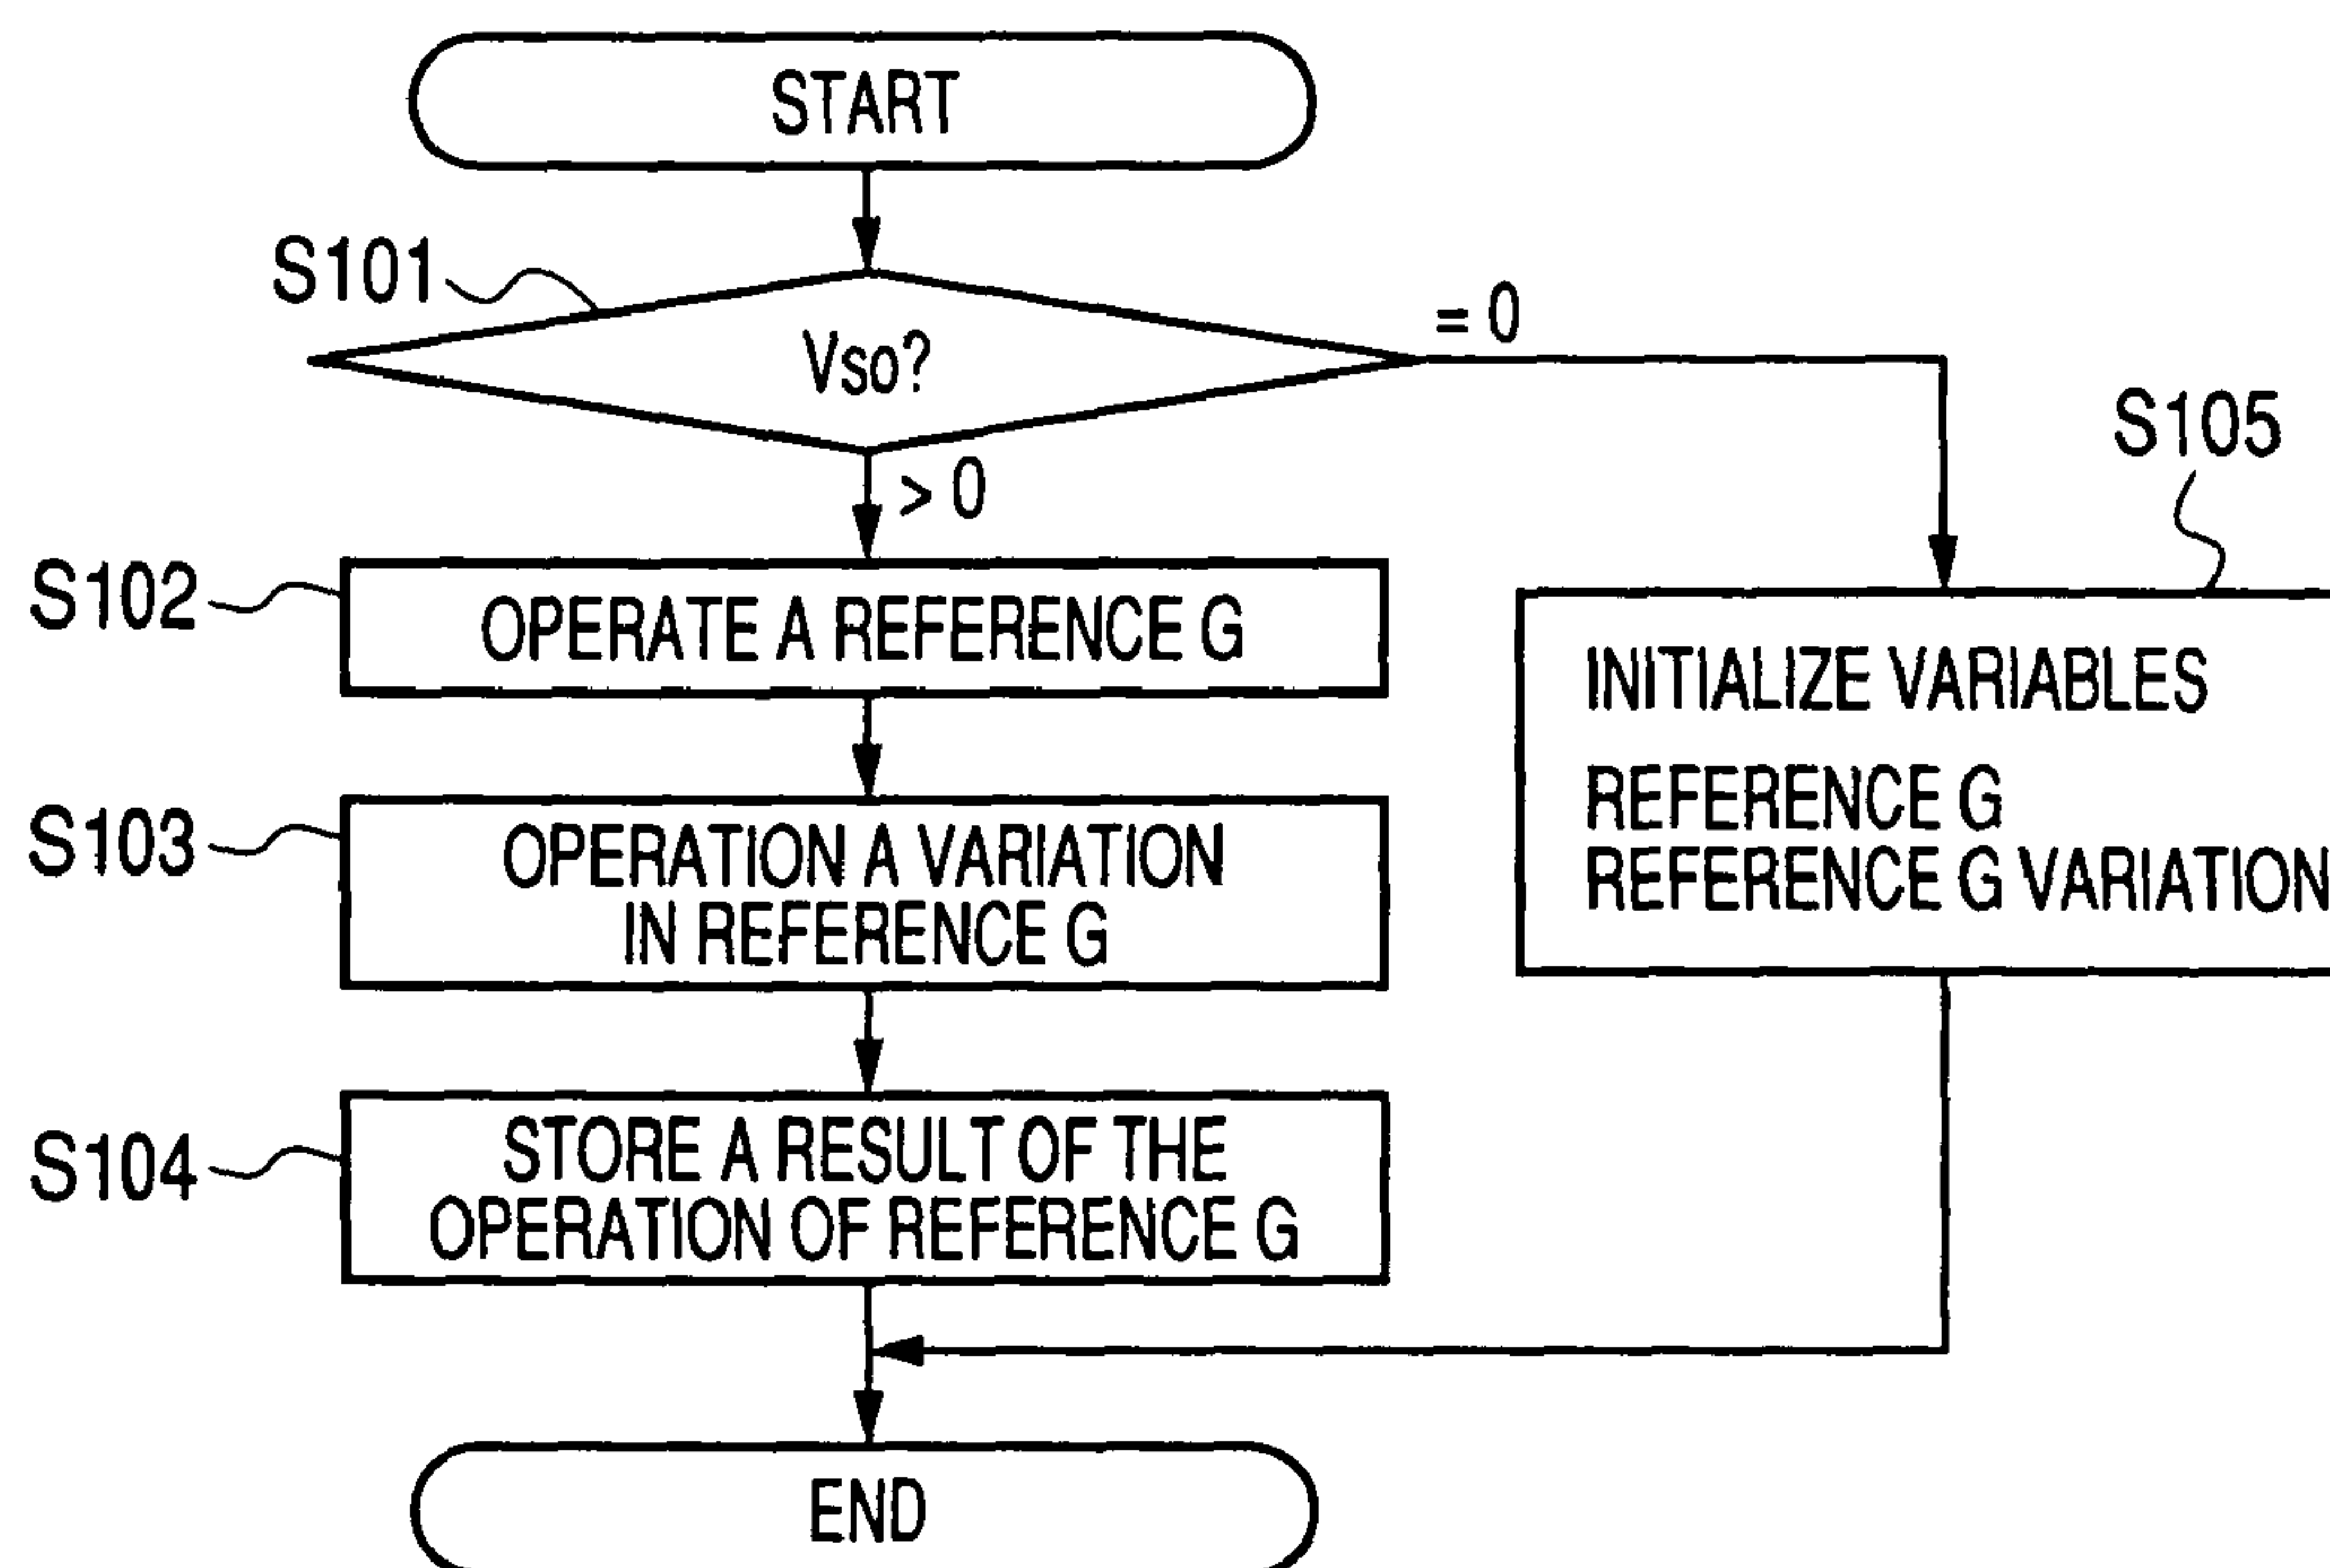 START
S101
Vso?
= 0
> 0
S105
S102
OPERATE A REFERENCE G
INITIALIZE VARIABLES
REFERENCE G
REFERENCE G VARIATION
S103
OPERATION A VARIATION
IN REFERENCE G
S104
STORE A RESULT OF THE
OPERATION OF REFERENCE G
END